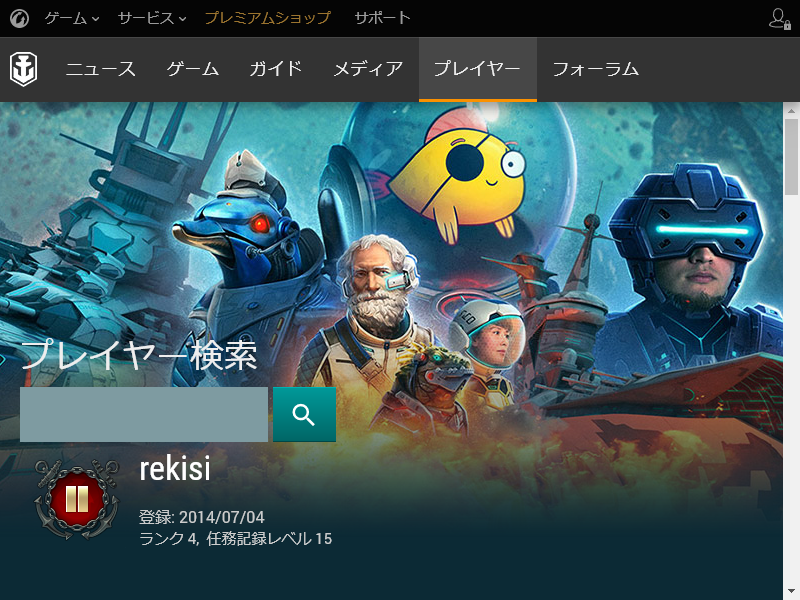 ゲーム サービス プレミアムショップ サポート
ニュース ゲーム ガイド メディア プレイヤー フォーラム
プレイヤー検索
rekisi
登録: 2014/07/04
ランク 4, 任務記録レベル 15